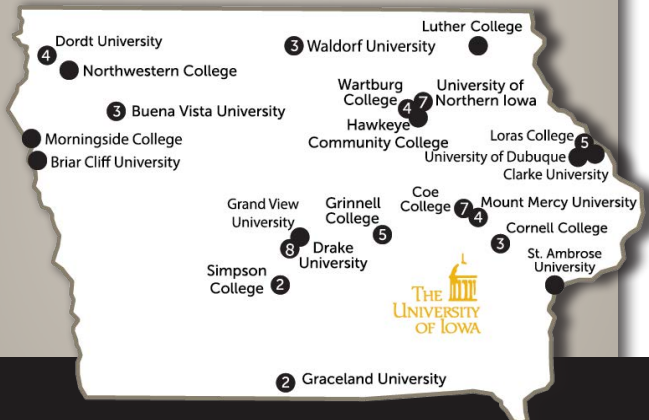 Luther College
Dordt University
4
3
Waldorf University
Northwestern College
Wartburg
College
4
7
University of
Northern Iowa
3
Buena Vista University
Hawkeye
Community College
Morningside College
Loras College
5
University of Dubuque
Briar Cliff University
Clarke University
Grand View
University
Grinnell
College
5
Coe
College
7
Mount Mercy University
4
Cornell College
3
8
Drake
University
St. Ambrose
University
Simpson
College
2
THE
UNIVERSITY
OF IOWA
2
Graceland University